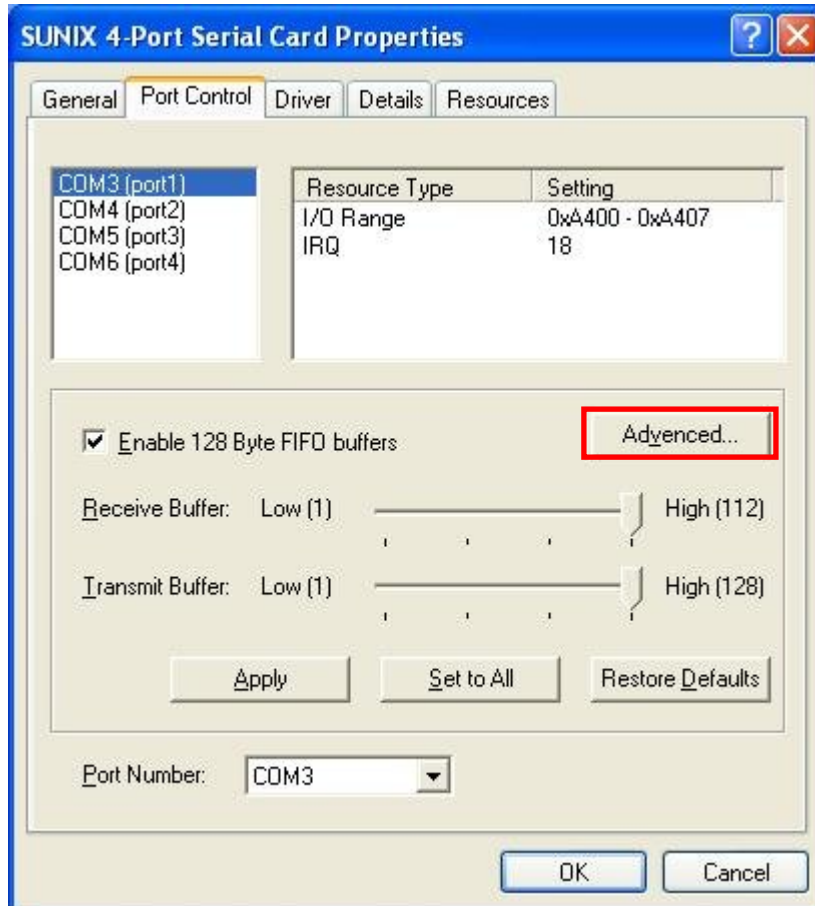 SUNIX 4-Port Serial Card Properties
General Port Control Driver Details Resources
COM3 (port1)
COM4 (port2)
COM5 (port3)
COM6 (port4)
Resource Type Setting
I/O Range 0xA400 - 0xA407
IRQ 18
Enable 128 Byte FIFO buffers
Advenced...
Receive Buffer: Low (1) High (112)
Transmit Buffer: Low (1) High (128)
Apply Set to All Restore Defaults
Port Number: COM3
OK Cancel